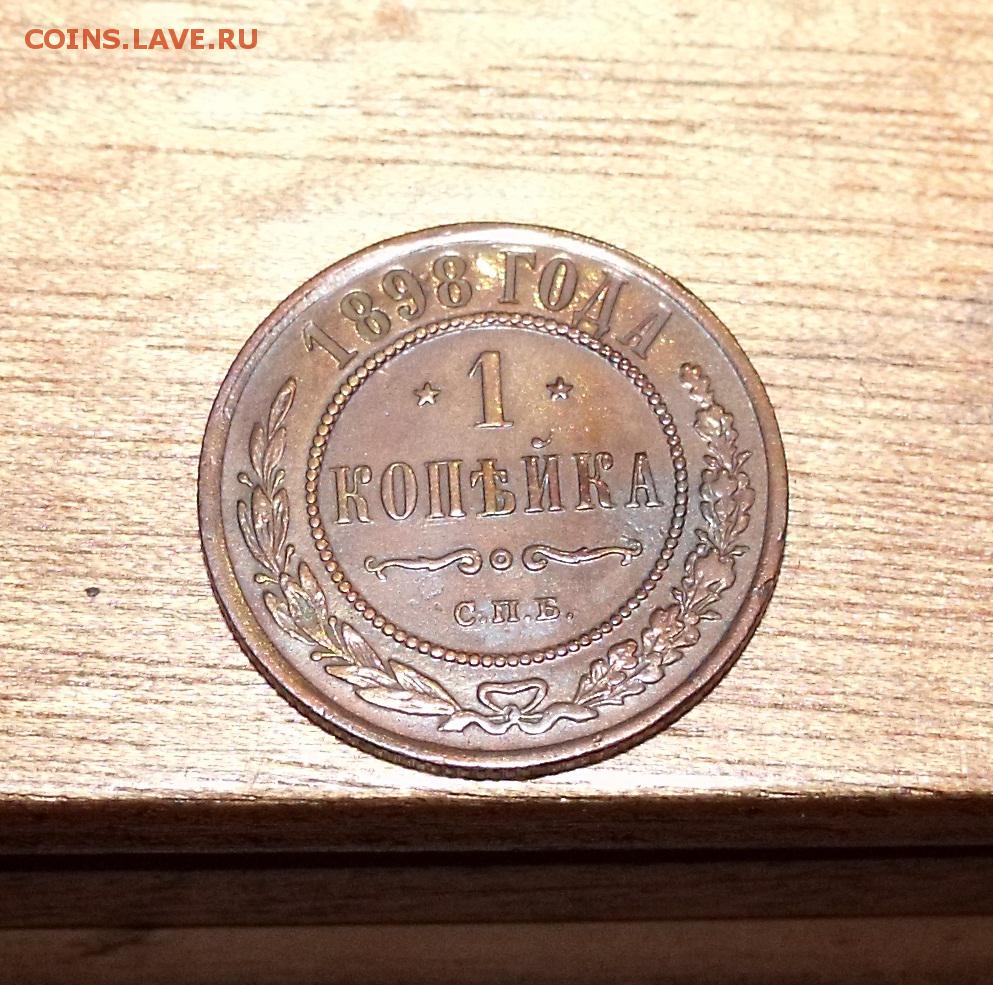 COINS.LAVE.RU
1898 ГОДА
1
КОПѢЙКА
С.П.Б.